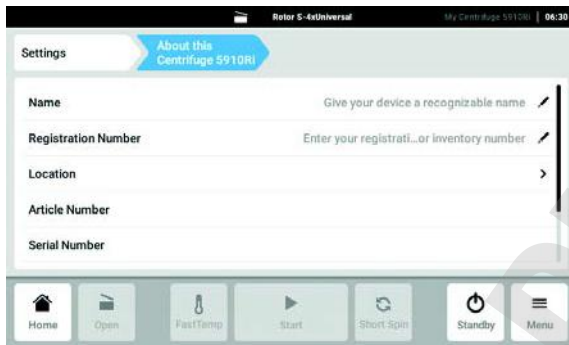 Rotor S-4xUniversal
My Centrifuge 5910Ri
06:30
Settings
About this
Centrifuge 5910Ri
Name
Give your device a recognizable name
Registration Number
Enter your registrati...or inventory number
Location
Article Number
Serial Number
Home
Open
FastTemp
Start
Short Spin
Standby
Menu